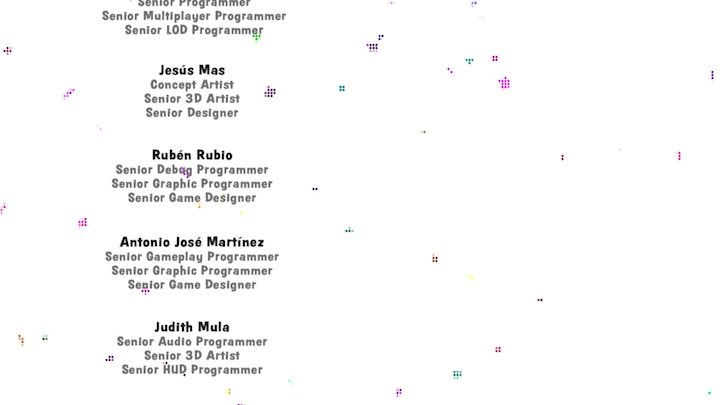 Senior Programmer
Senior Multiplayer Programmer
Senior LOD Programmer
Jesús Mas
Concept Artist
Senior 3D Artist
Senior Designer
Rubén Rubio
Senior Debug Programmer
Senior Graphic Programmer
Senior Game Designer
Antonio José Martínez
Senior Gameplay Programmer
Senior Graphic Programmer
Senior Game Designer
Judith Mula
Senior Audio Programmer
Senior 3D Artist
Senior HUD Programmer